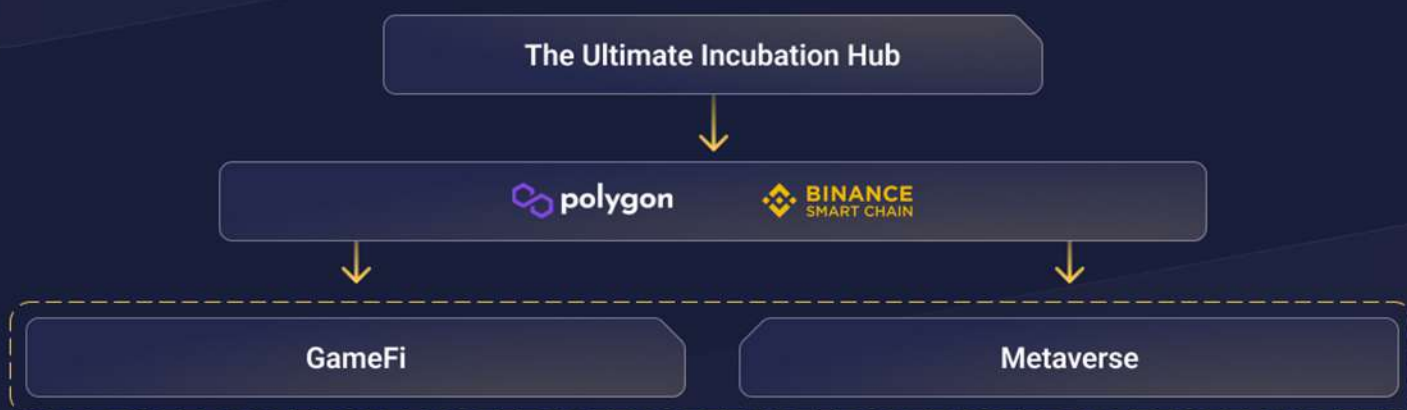 The Ultimate Incubation Hub
polygon
BINANCE
SMART CHAIN
GameFi
Metaverse